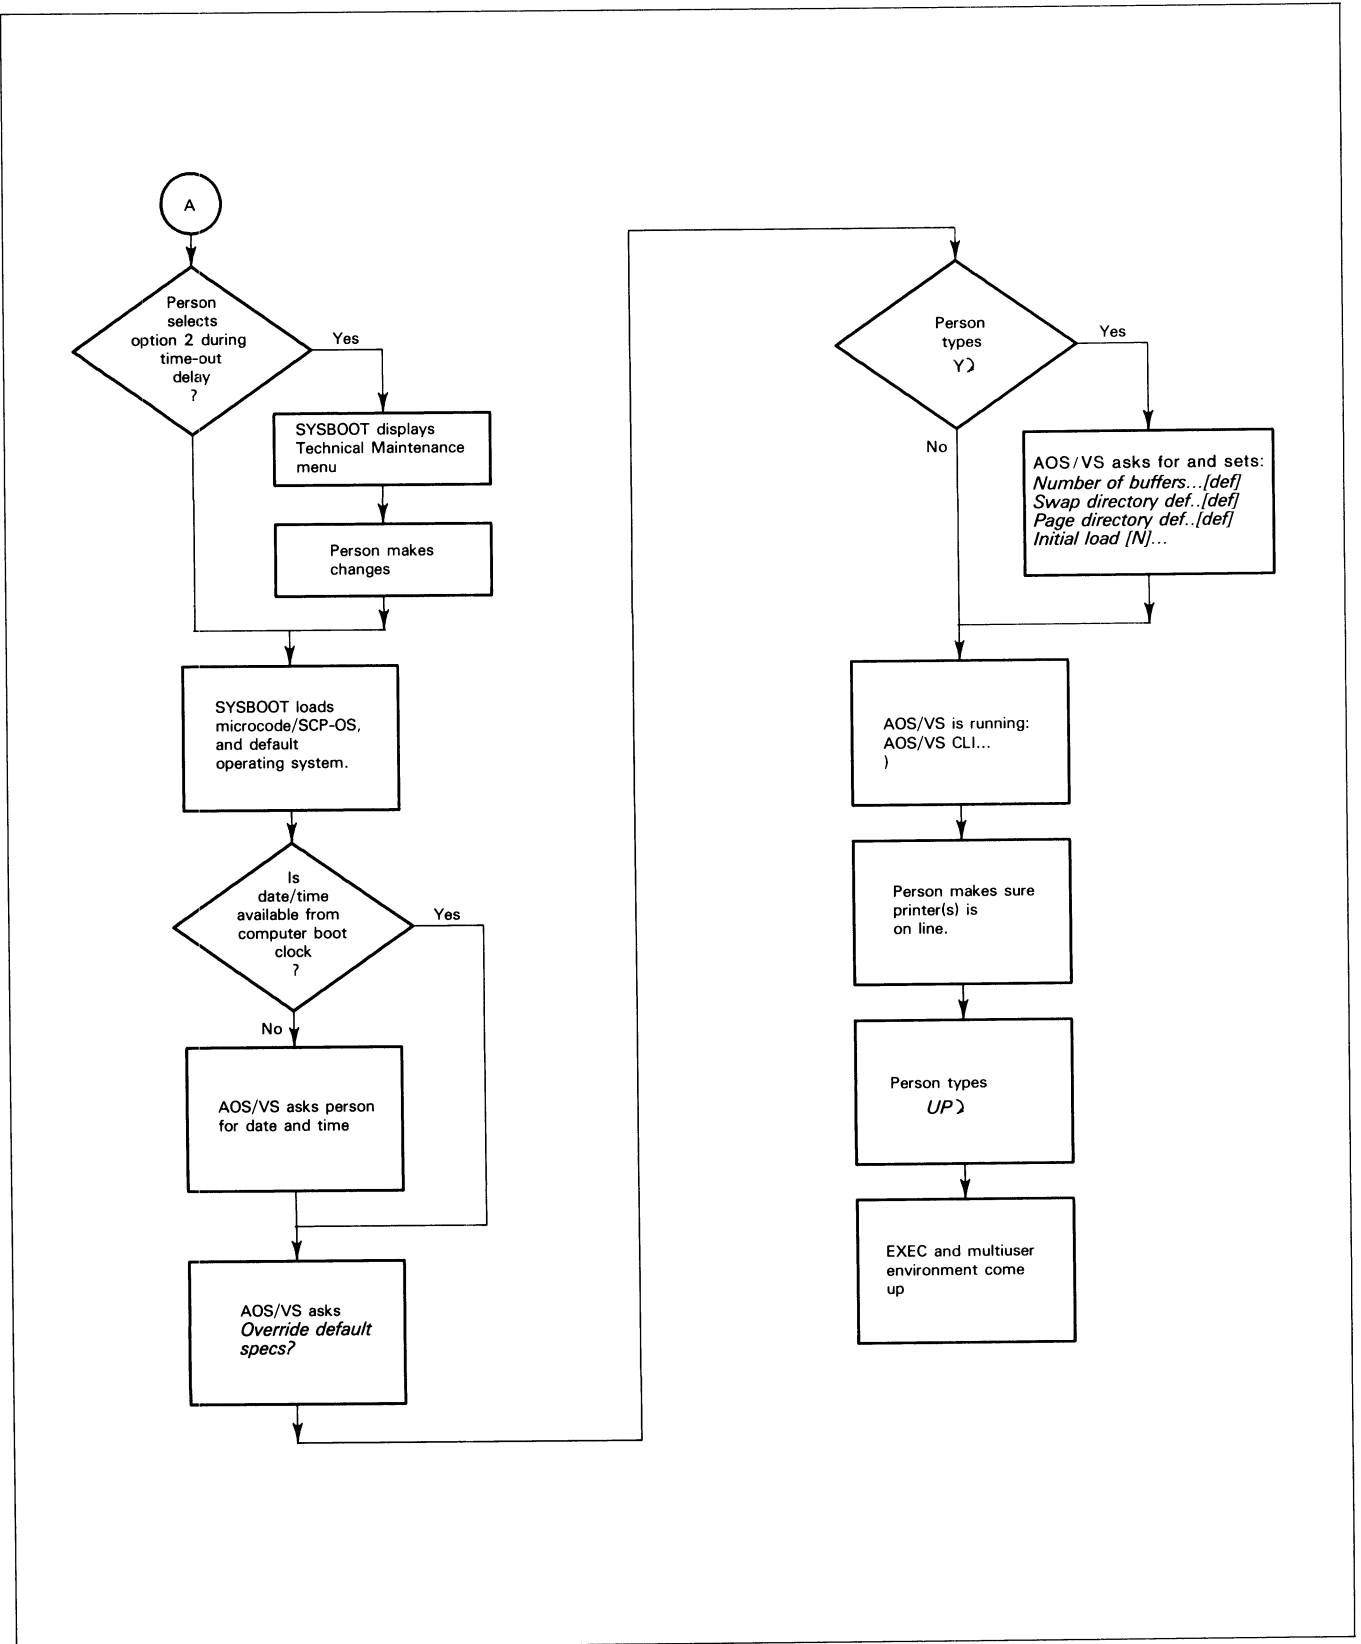 A
Person
selects
option 2 during
time-out
delay
?
Yes
SYSBOOT displays
Technical Maintenance
menu
Person makes
changes
SYSBOOT loads
microcode/SCP-OS,
and default
operating system.
Is
date/time
available from
computer boot
clock
?
Yes
No
AOS/VS asks person
for date and time
AOS/VS asks
Override default
specs?
Person
types
Y⤸
Yes
No
AOS/VS asks for and sets:
Number of buffers...[def]
Swap directory def..[def]
Page directory def..[def]
Initial load [N]...
AOS/VS is running:
AOS/VS CLI...
)
Person makes sure
printer(s) is
on line.
Person types
UP⤸
EXEC and multiuser
environment come
up